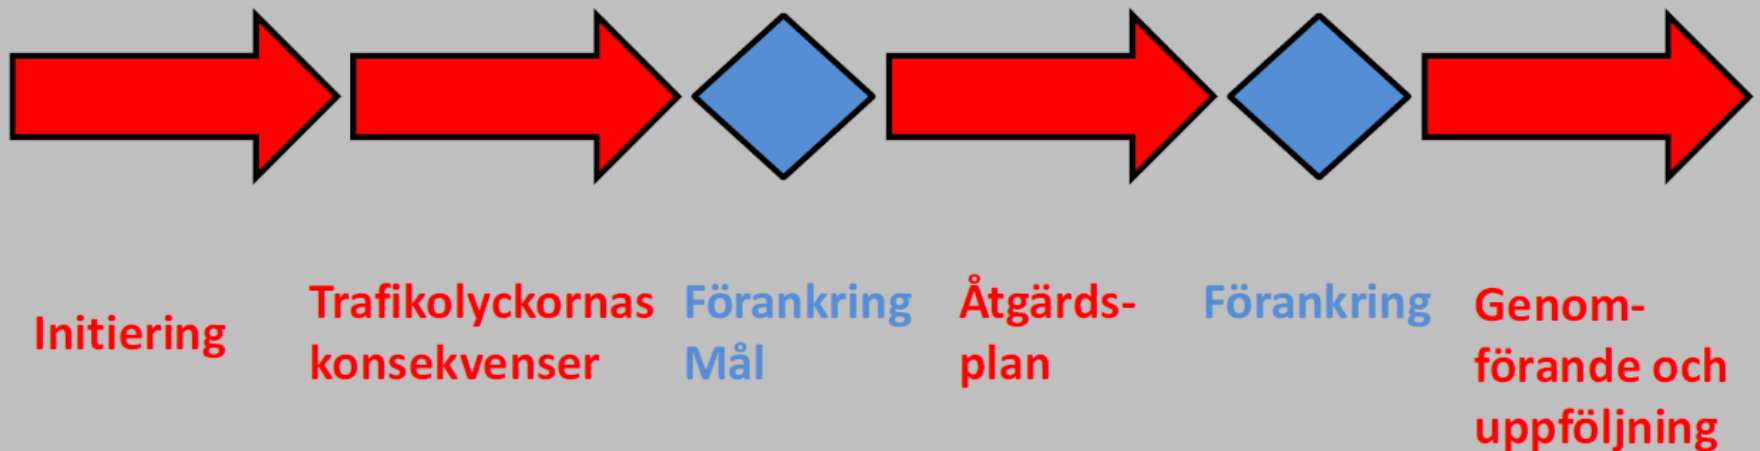 Initiering
Trafikolyckornas
konsekvenser
Förankring
Mål
Åtgärds-
plan
Förankring
Genom-
förande och
uppföljning